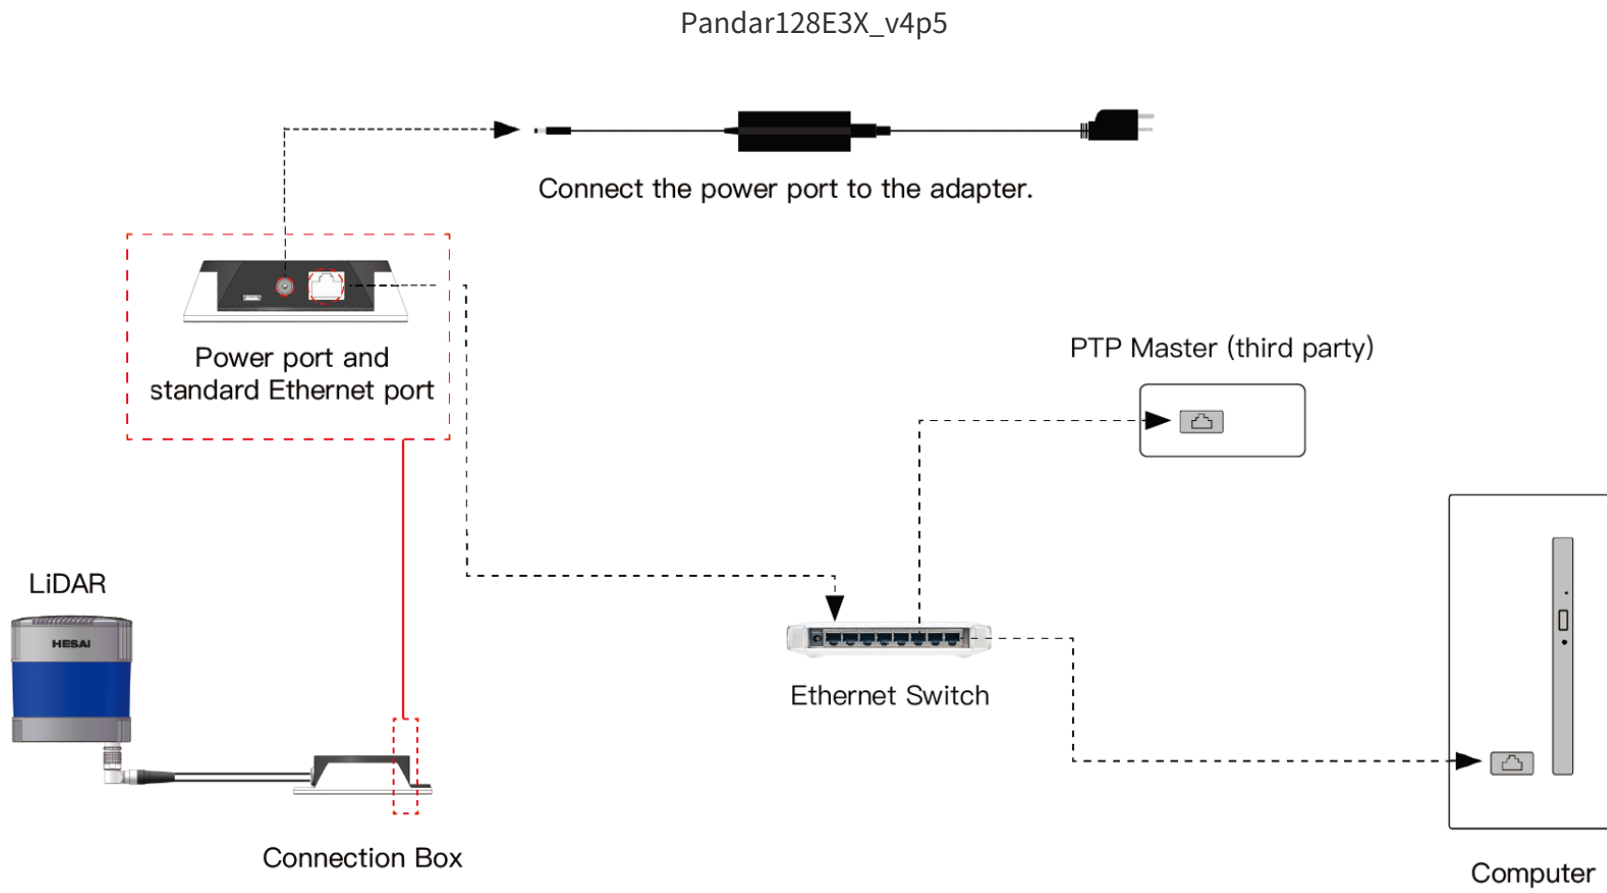 Pandar128E3X_v4p5
Connect the power port to the adapter.
Power port and
standard Ethernet port
PTP Master (third party)
LiDAR
HESAI
Ethernet Switch
Connection Box
Computer